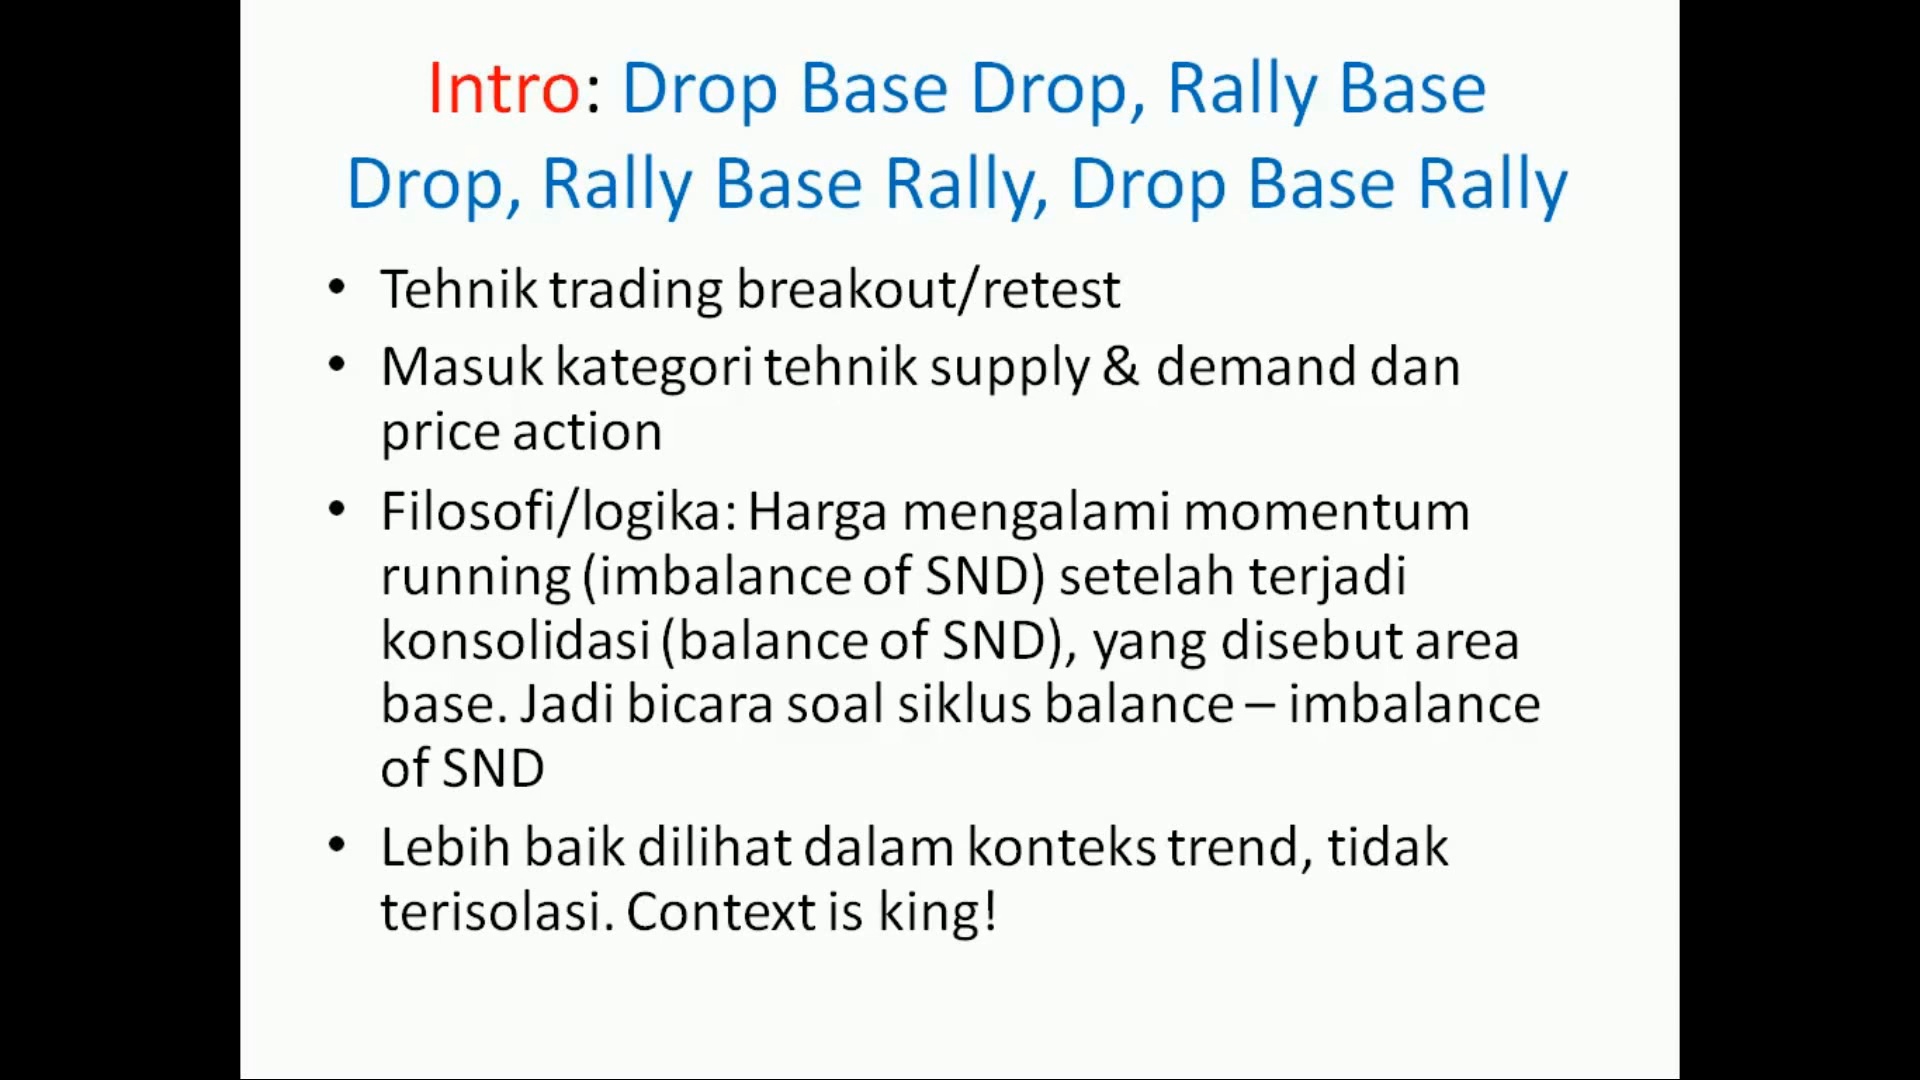 Intro: Drop Base Drop, Rally Base
Drop, Rally Base Rally, Drop Base Rally
• Tehnik trading breakout/retest
• Masuk kategori tehnik supply & demand dan
price action
• Filosofi/logika: Harga mengalami momentum
running (imbalance of SND) setelah terjadi
konsolidasi (balance of SND), yang disebut area
base. Jadi bicara soal siklus balance – imbalance
of SND
• Lebih baik dilihat dalam konteks trend, tidak
terisolasi. Context is king!